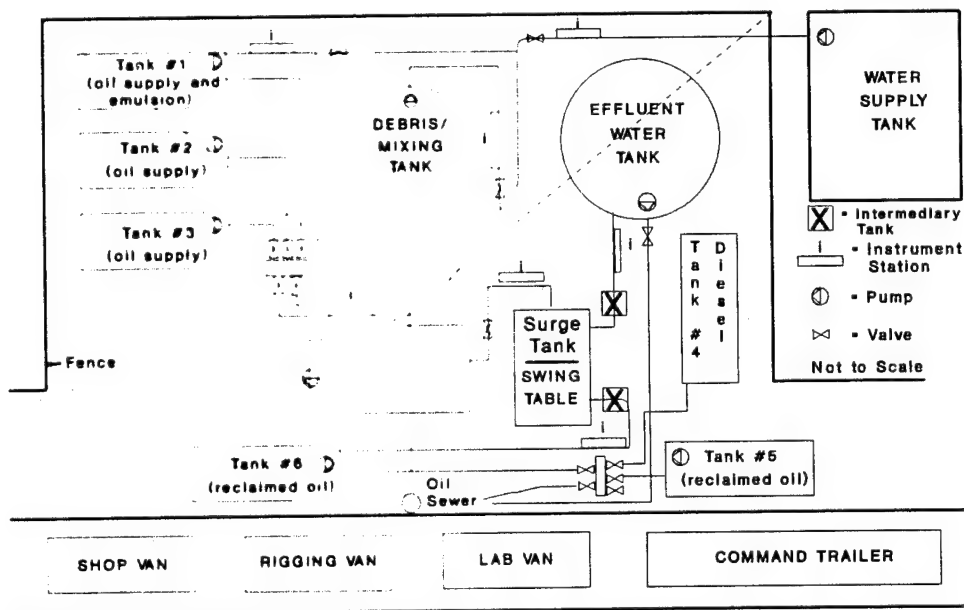 i
i
Tank #1
(oil supply and
emulsion)
DEBRIS/
MIXING
TANK
i
EFFLUENT
WATER
TANK
WATER
SUPPLY
TANK
Tank #2
(oil supply)
Tank #3
(oil supply)
i
i
Tank #4
Diesel
X - Intermediary
Tank
i
- Instrument
Station
- Pump
- Valve
Not to Scale
Surge
Tank
SWING
TABLE
X
X
i
Fence
Tank #6
(reclaimed oil)
Oil
Sewer
Tank #5
(reclaimed oil)
SHOP VAN
RIGGING VAN
LAB VAN
COMMAND TRAILER